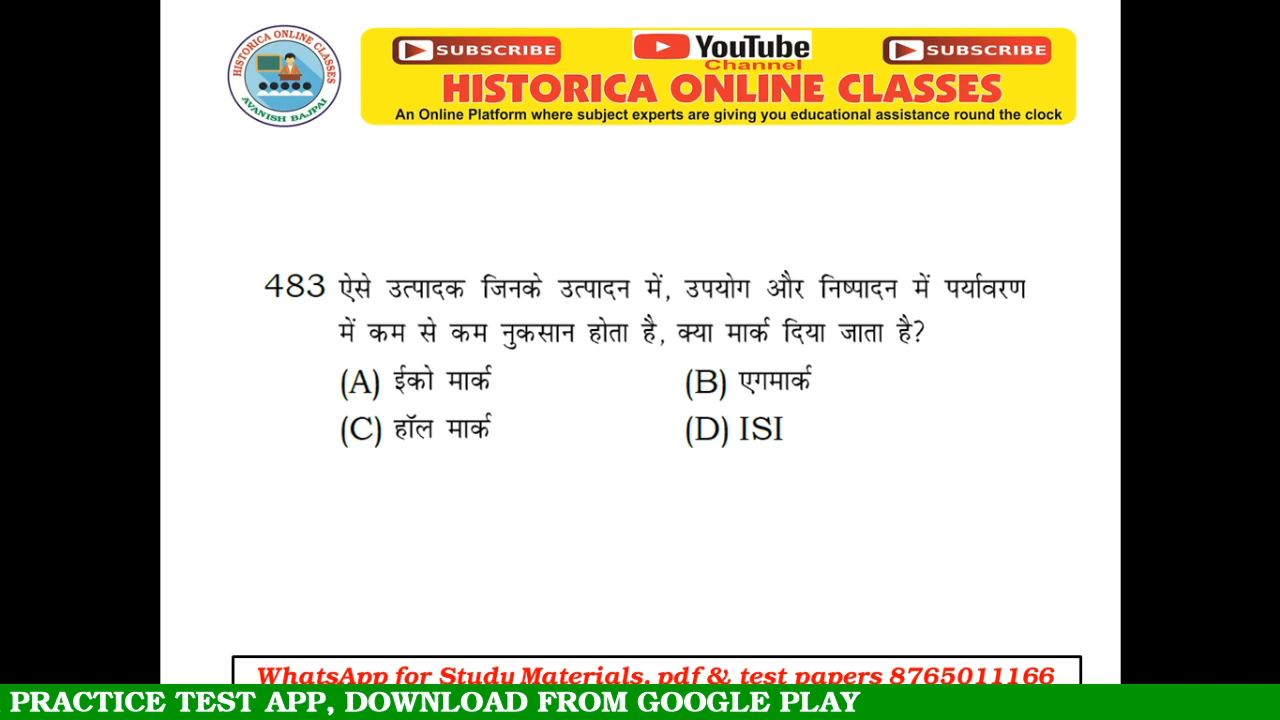 HISTORICA ONLINE CLASSES
AVANISH BAJPAI
SUBSCRIBE
YouTube
Channel
SUBSCRIBE
HISTORICA ONLINE CLASSES
An Online Platform where subject experts are giving you educational assistance round the clock
483 ऐसे उत्पादक जिनके उत्पादन में, उपयोग और निष्पादन में पर्यावरण
में कम से कम नुकसान होता है, क्या मार्क दिया जाता है?
(A) ईको मार्क (B) एगमार्क
(C) हॉल मार्क (D) ISI
WhatsApp for Study Materials, pdf & test papers 8765011166
PRACTICE TEST APP, DOWNLOAD FROM GOOGLE PLAY